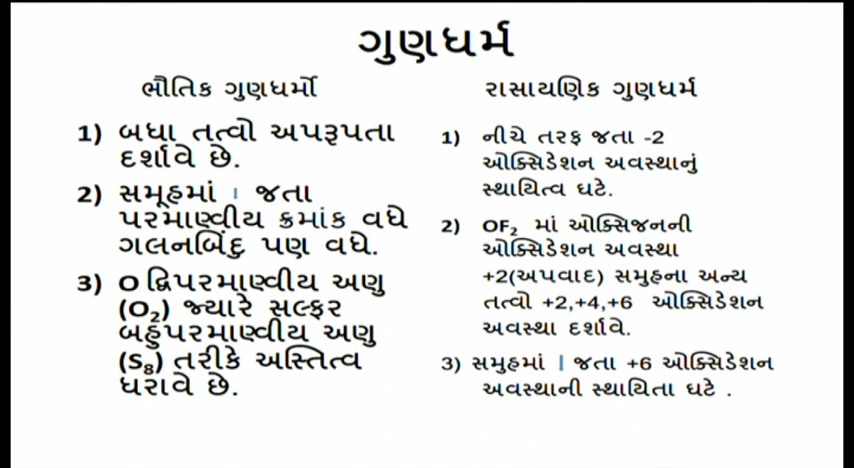 ગુણધર્મ
ભૌતિક ગુણધર્મો
1) બધા તત્વો અપરૂપતા
દર્શાવે છે.
2) સમૂહમાં । જતા
પરમાણ્વીય ક્રમાંક વધે
ગલનબિંદુ પણ વધે.
3) O દ્વિપરમાણ્વીય અણુ
(O₂) જ્યારે સલ્ફર
બહુપરમાણ્વીય અણુ
(S₈) તરીકે અસ્તિત્વ
ધરાવે છે.
રાસાયણિક ગુણધર્મ
1) નીચે તરફ જતા -2
ઓક્સિડેશન અવસ્થાનું
સ્થાયિત્વ ઘટે.
2) OF₂ માં ઓક્સિજનની
ઓક્સિડેશન અવસ્થા
+2(અપવાદ) સમુહના અન્ય
તત્વો +2,+4,+6 ઓક્સિડેશન
અવસ્થા દર્શાવે.
3) સમુહમાં | જતા +6 ઓક્સિડેશન
અવસ્થાની સ્થાયિતા ઘટે .